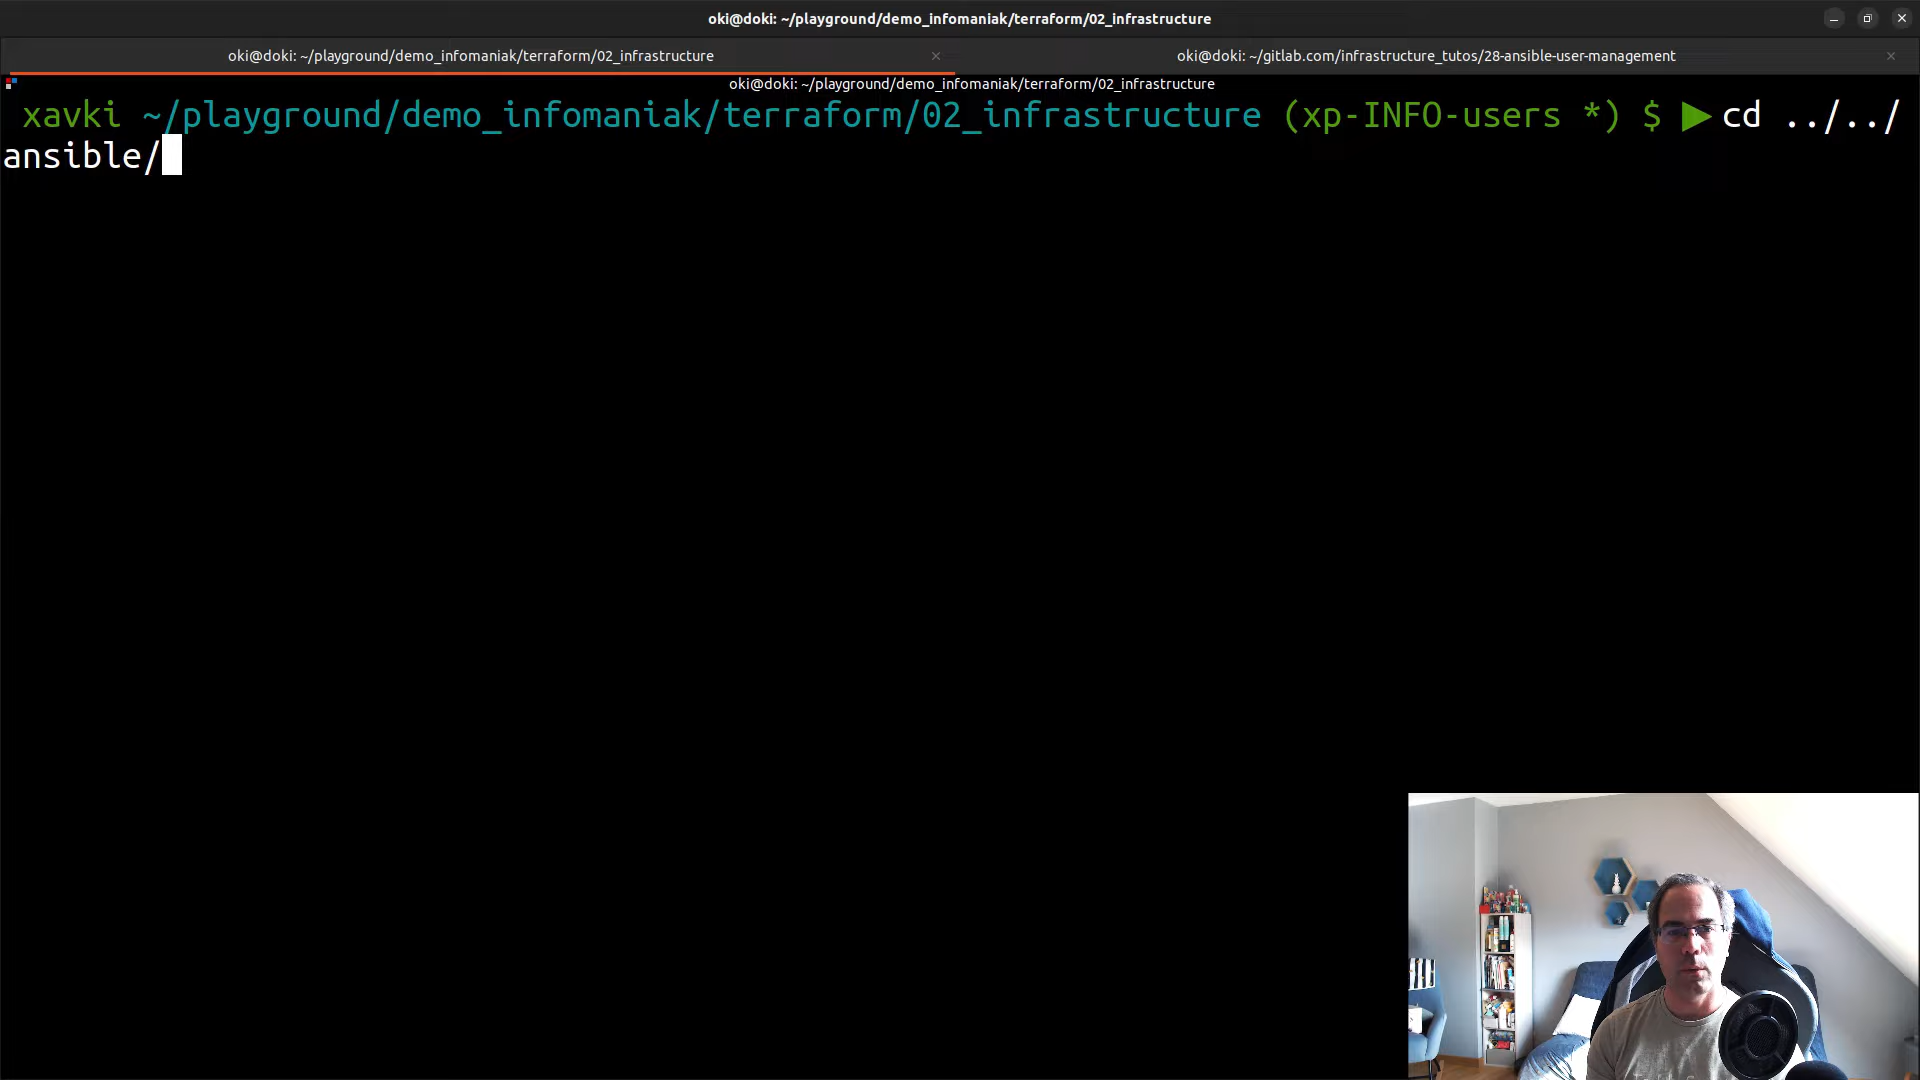 oki@doki: ~/playground/demo_infomaniak/terraform/02_infrastructure
oki@doki: ~/playground/demo_infomaniak/terraform/02_infrastructure
oki@doki: ~/gitlab.com/infrastructure_tutos/28-ansible-user-management
oki@doki: ~/playground/demo_infomaniak/terraform/02_infrastructure
xavki ~/playground/demo_infomaniak/terraform/02_infrastructure (xp-INFO-users *) $ ▶cd ../../
ansible/